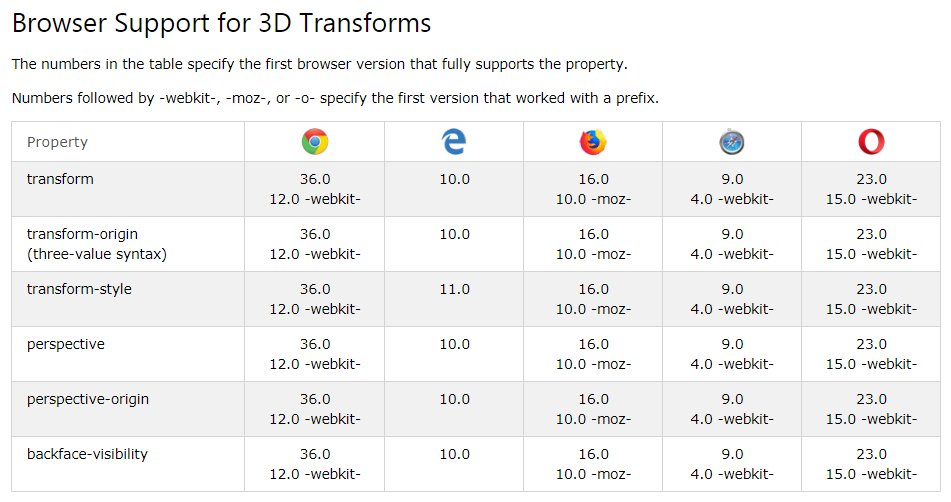 Browser Support for 3D Transforms
The numbers in the table specify the first browser version that fully supports the property.
Numbers followed by -webkit-, -moz-, or -o- specify the first version that worked with a prefix.
Property
transform 36.0 10.0 16.0 9.0 23.0
12.0 -webkit- 10.0 -moz- 4.0 -webkit- 15.0 -webkit-
transform-origin 36.0 10.0 16.0 9.0 23.0
(three-value syntax) 12.0 -webkit- 10.0 -moz- 4.0 -webkit- 15.0 -webkit-
transform-style 36.0 11.0 16.0 9.0 23.0
12.0 -webkit- 10.0 -moz- 4.0 -webkit- 15.0 -webkit-
perspective 36.0 10.0 16.0 9.0 23.0
12.0 -webkit- 10.0 -moz- 4.0 -webkit- 15.0 -webkit-
perspective-origin 36.0 10.0 16.0 9.0 23.0
12.0 -webkit- 10.0 -moz- 4.0 -webkit- 15.0 -webkit-
backface-visibility 36.0 10.0 16.0 9.0 23.0
12.0 -webkit- 10.0 -moz- 4.0 -webkit- 15.0 -webkit-